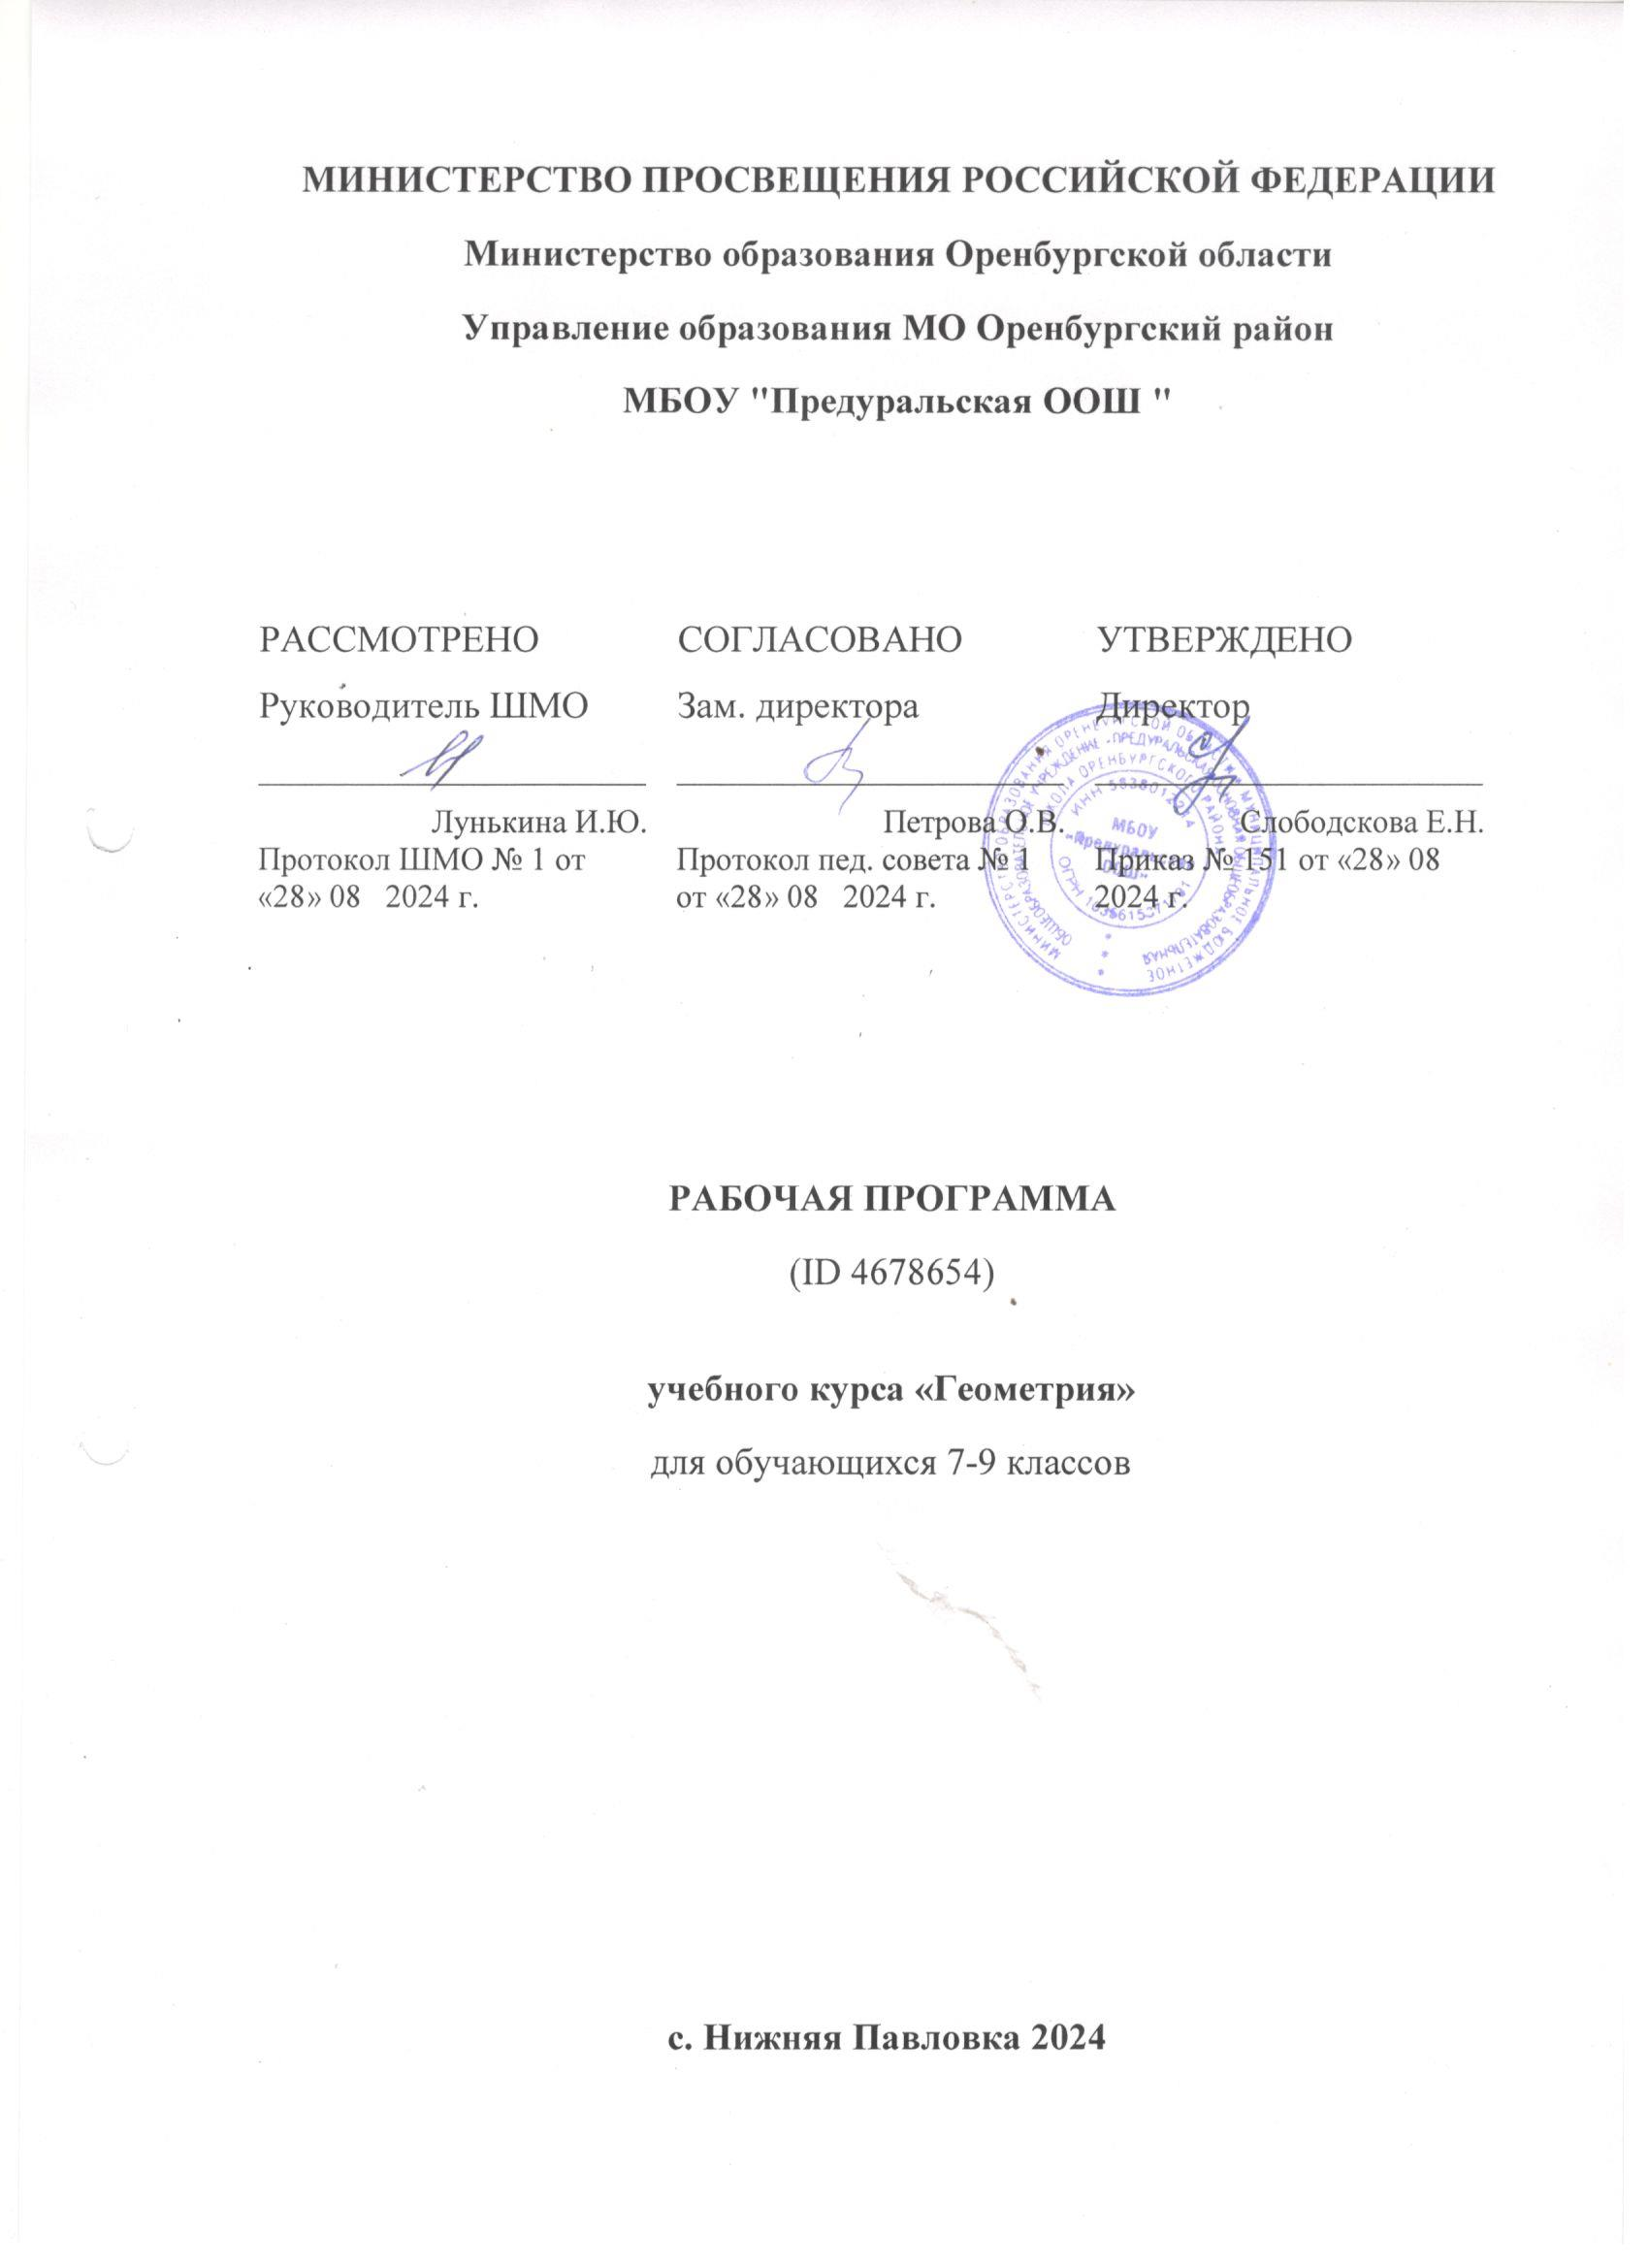 МИНИСТЕРСТВО ПРОСВЕЩЕНИЯ РОССИЙСКОЙ ФЕДЕРАЦИИ
Министерство образования Оренбургской области
Управление образования МО Оренбургский район
МБОУ "Предуральская ООШ "
РАССМОТРЕНО
Руководитель ШМО
Лунькина И.Ю.
Протокол ШМО № 1 от
«28» 08 2024 г.
СОГЛАСОВАНО
Зам. директора
Петрова О.В.
Протокол пед. совета № 1
от «28» 08 2024 г.
УТВЕРЖДЕНО
Директор
Слободскова Е.Н.
Приказ № 151 от «28» 08
2024 г.
МБОУ
"Предуральская
ООШ"
РАБОЧАЯ ПРОГРАММА
(ID 4678654)
учебного курса «Геометрия»
для обучающихся 7-9 классов
с. Нижняя Павловка 2024